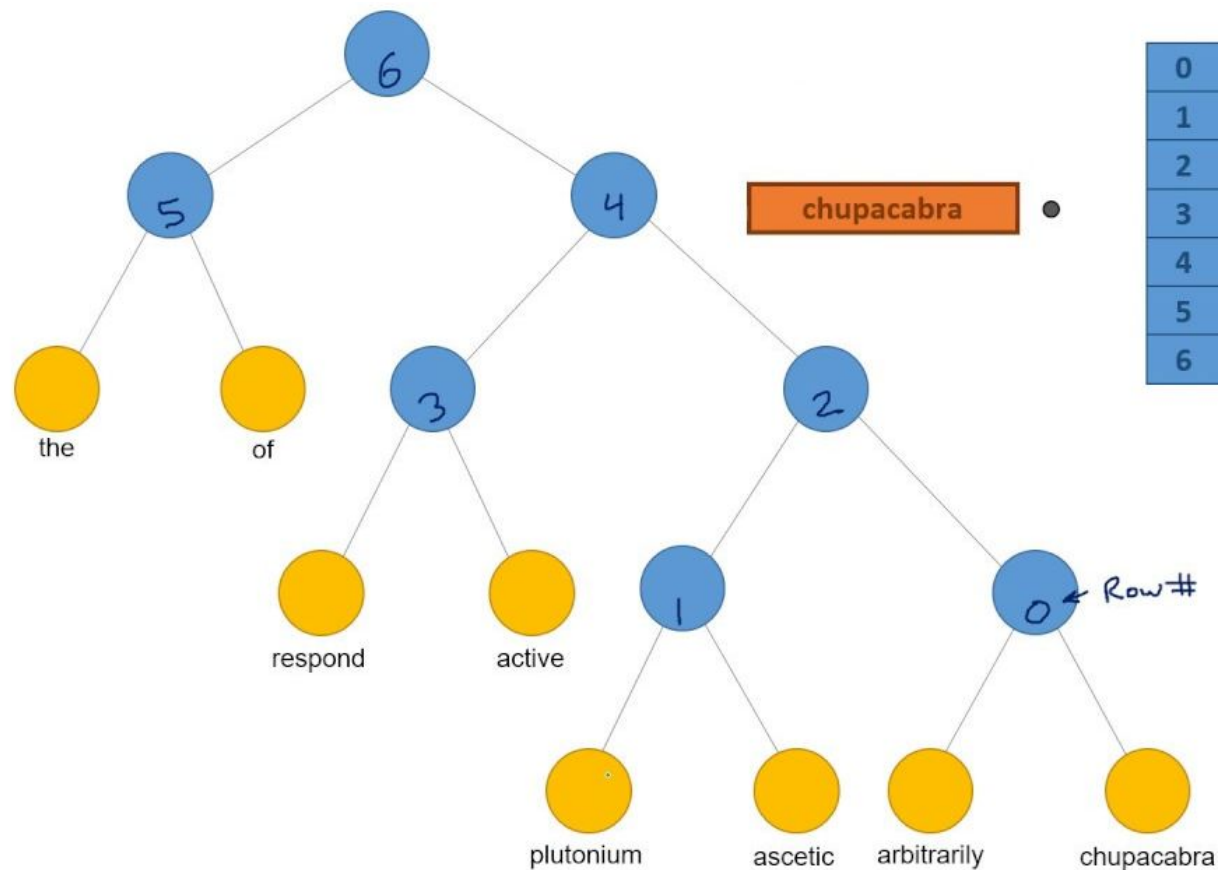 6
0
1
5
4
2
chupacabra
3
4
5
3
2
6
the
of
1
0
Row #
respond
active
plutonium
ascetic
arbitrarily
chupacabra